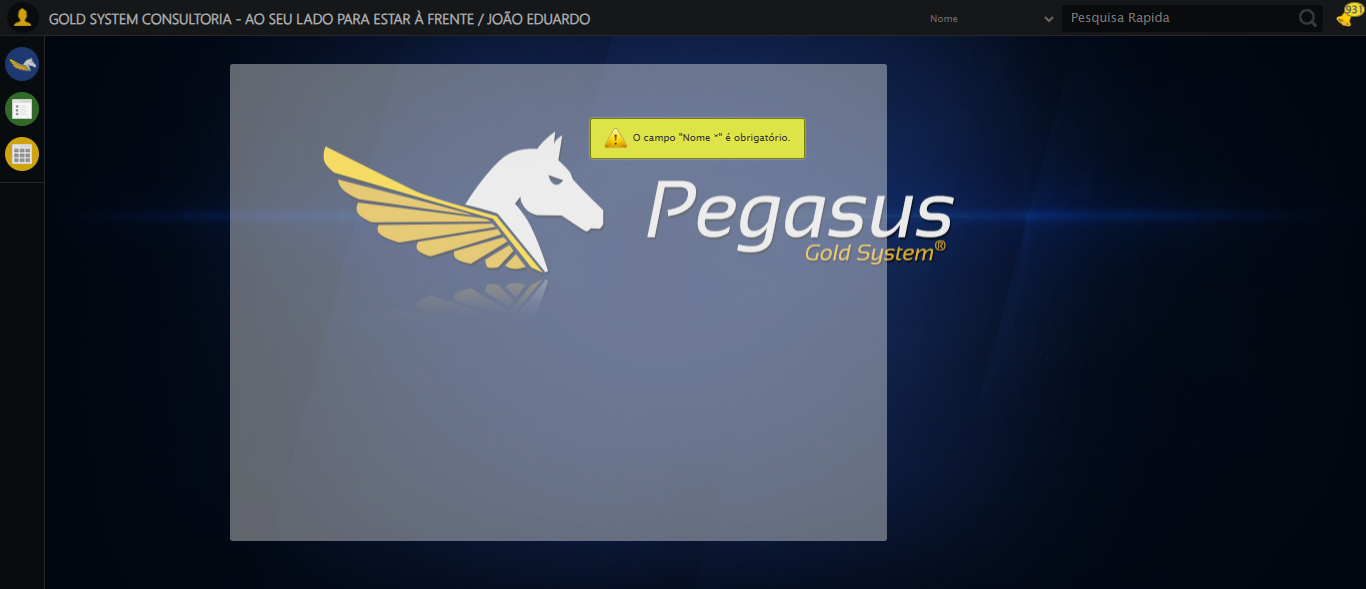 GOLD SYSTEM CONSULTORIA - AO SEU LADO PARA ESTAR À FRENTE / JOÃO EDUARDO
Nome
Pesquisa Rapida
931
O campo "Nome *" é obrigatório.
Pegasus
Gold System®